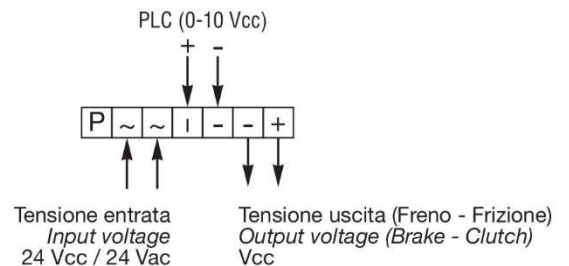 PLC (0-10 Vcc)
+ -
P ~ ~ I - - +
Tensione entrata
Input voltage
24 Vcc / 24 Vac
Tensione uscita (Freno - Frizione)
Output voltage (Brake - Clutch)
Vcc